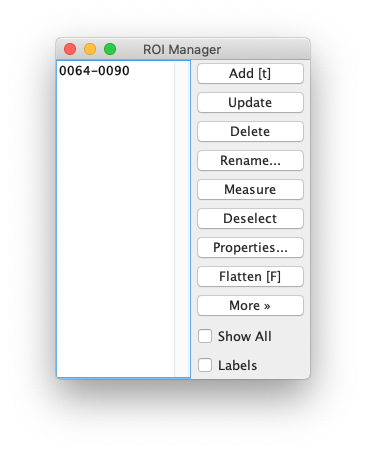 ROI Manager
0064-0090
Add [t]
Update
Delete
Rename...
Measure
Deselect
Properties...
Flatten [F]
More »
Show All
Labels